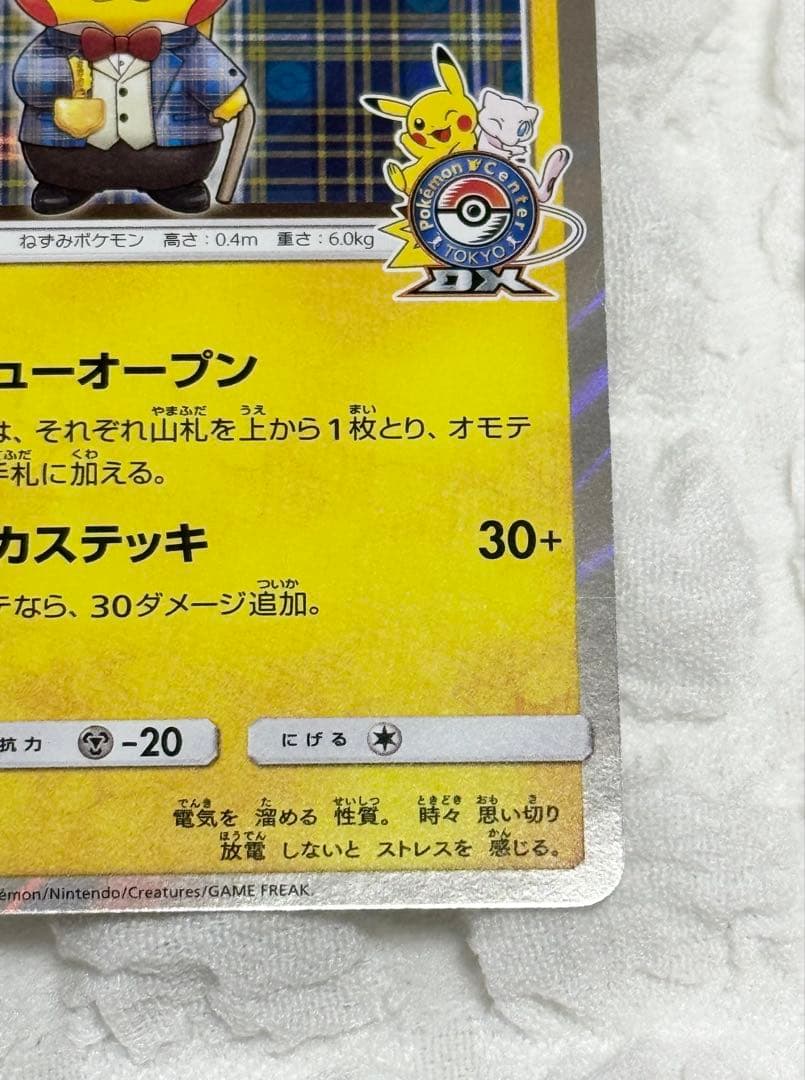 Pokémon Center
TOKYO
DX
ねずみポケモン 高さ:0.4m 重さ:6.0kg
ューオープン
は、それぞれ山札を上から1枚とり、オモテ
手札に加える。
カステッキ 30+
テなら、30ダメージ追加。
抗力 -20 にげる
電気を 溜める 性質。 時々 思い切り
放電 しないと ストレスを 感じる。
émon/Nintendo/Creatures/GAME FREAK.